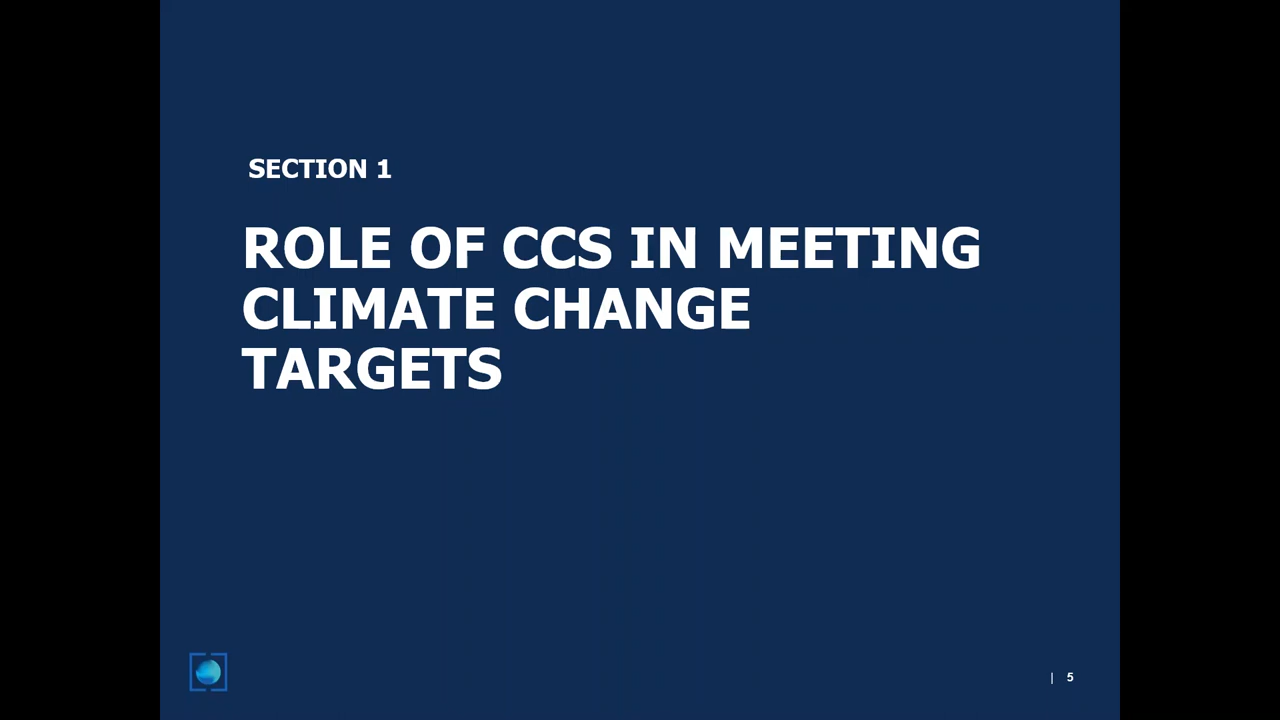 SECTION 1
ROLE OF CCS IN MEETING
CLIMATE CHANGE
TARGETS
| 5